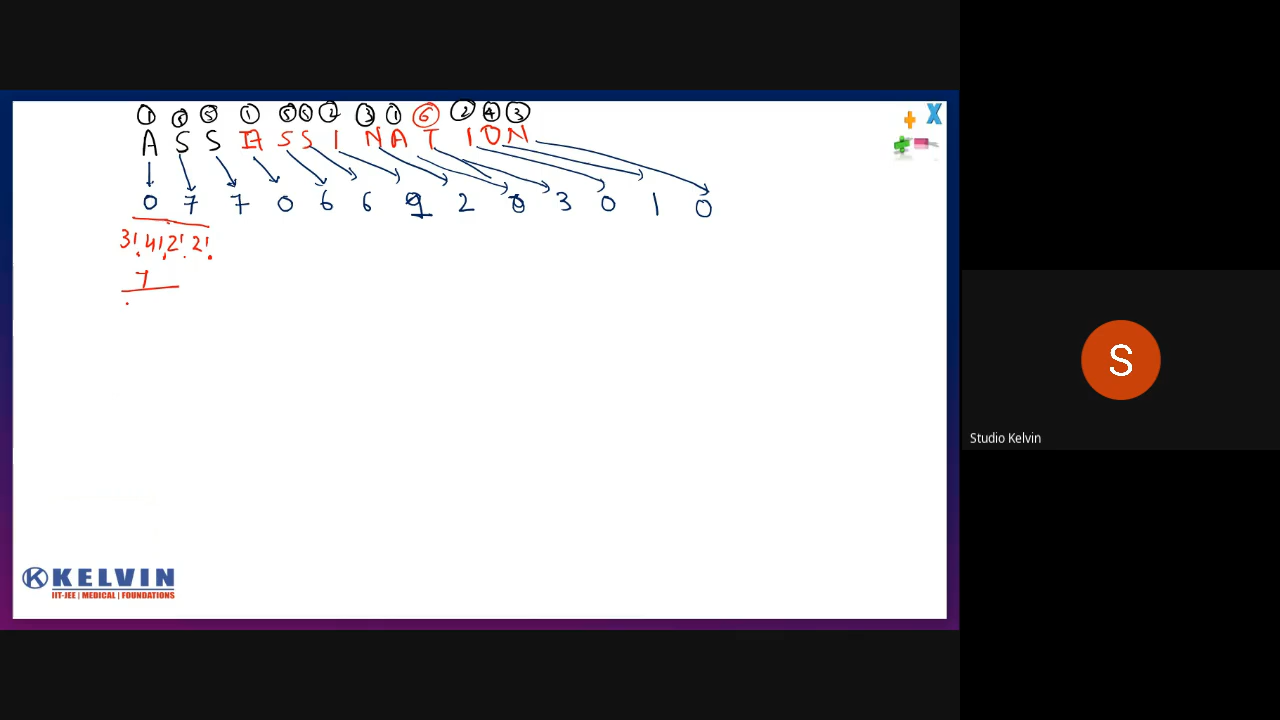 1 5 5 1 5 5 2 3 1 6 2 4 3
A S S A S S I N A T I O N
0 7 7 0 6 6 9 2 0 3 0 1 0
3! 4! 2! 2!
7
S
Studio Kelvin
K KELVIN
IIT-JEE | MEDICAL | FOUNDATIONS